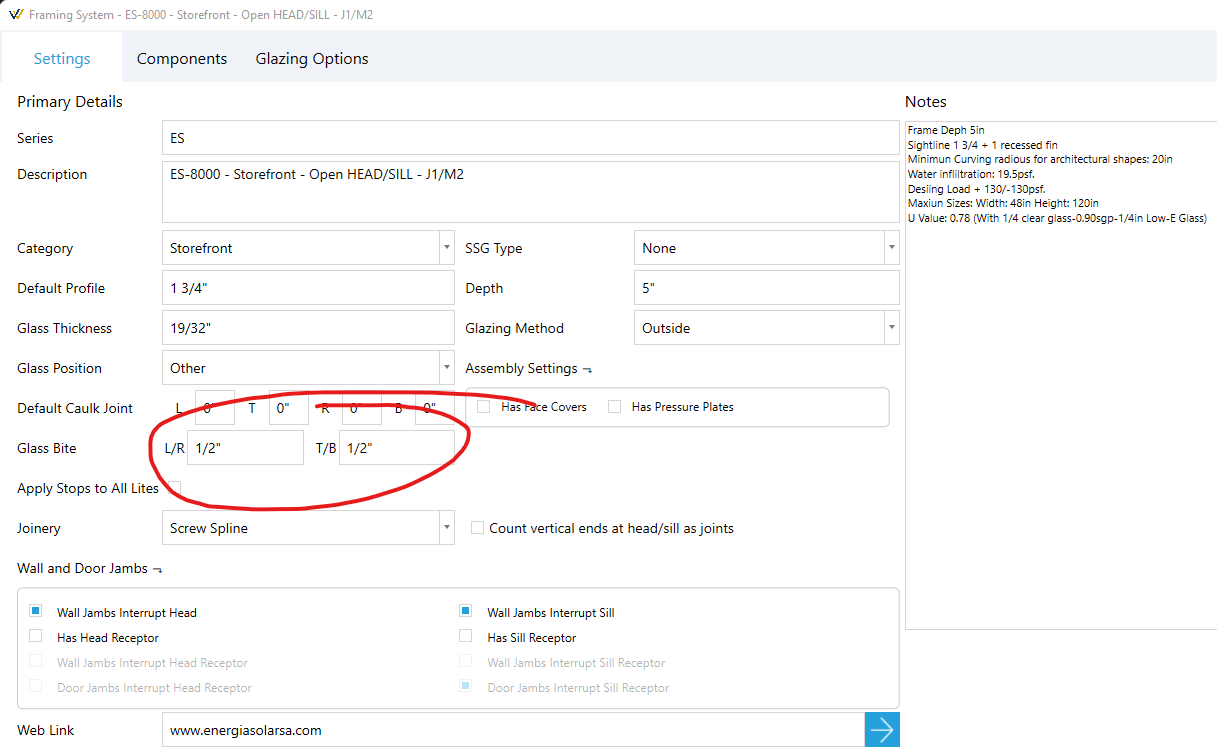 Framing System - ES-8000 - Storefront - Open HEAD/SILL - J1/M2
Settings Components Glazing Options
Primary Details
Series ES
Description ES-8000 - Storefront - Open HEAD/SILL - J1/M2
Category Storefront SSG Type None
Default Profile 1 3/4" Depth 5"
Glass Thickness 19/32" Glazing Method Outside
Glass Position Other Assembly Settings
Default Caulk Joint L 0" T 0" R 0" B 0" Has Face Covers Has Pressure Plates
Glass Bite L/R 1/2" T/B 1/2"
Apply Stops to All Lites
Joinery Screw Spline Count vertical ends at head/sill as joints
Wall and Door Jambs
Wall Jambs Interrupt Head Wall Jambs Interrupt Sill
Has Head Receptor Has Sill Receptor
Wall Jambs Interrupt Head Receptor Wall Jambs Interrupt Sill Receptor
Door Jambs Interrupt Head Receptor Door Jambs Interrupt Sill Receptor
Web Link www.energiasolarsa.com
Notes
Frame Deph 5in
Sightline 1 3/4 + 1 recessed fin
Minimun Curving radious for architectural shapes: 20in
Water infiiltration: 19.5psf.
Desiing Load + 130/-130psf.
Maxiun Sizes: Width: 48in Height: 120in
U Value: 0.78 (With 1/4 clear glass-0.90sgp-1/4in Low-E Glass)